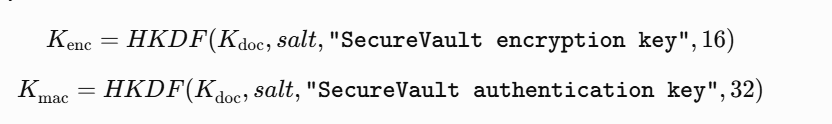 K_enc = HKDF(K_doc, salt, "SecureVault encryption key", 16)
K_mac = HKDF(K_doc, salt, "SecureVault authentication key", 32)